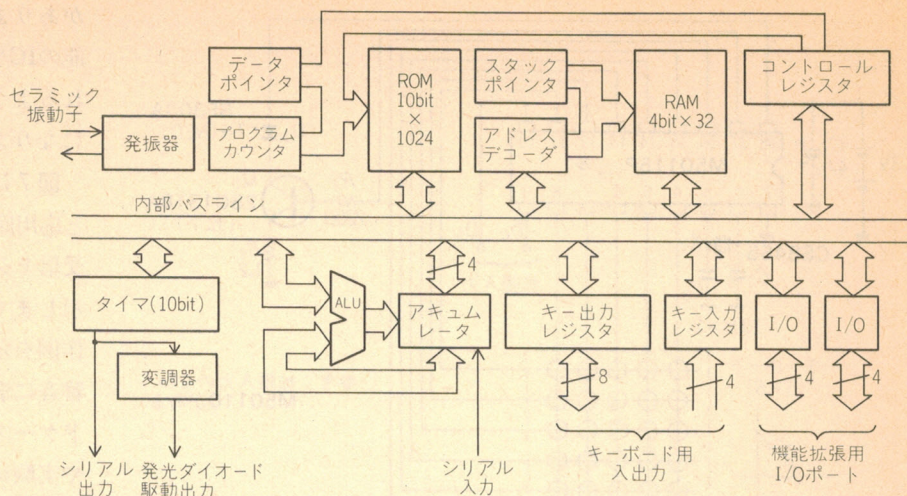 データ
ポインタ
プログラム
カウンタ
セラミック
振動子
発振器
ROM
10bit
×
1024
スタック
ポインタ
アドレス
デコーダ
RAM
4bit×32
コントロール
レジスタ
内部バスライン
タイマ(10bit)
変調器
ALU
4
アキュム
レータ
キー出力
レジスタ
キー入力
レジスタ
I/O
I/O
8
4
4
4
シリアル
出力
発光ダイオード
駆動出力
シリアル
入力
キーボード用
入出力
機能拡張用
I/Oポート